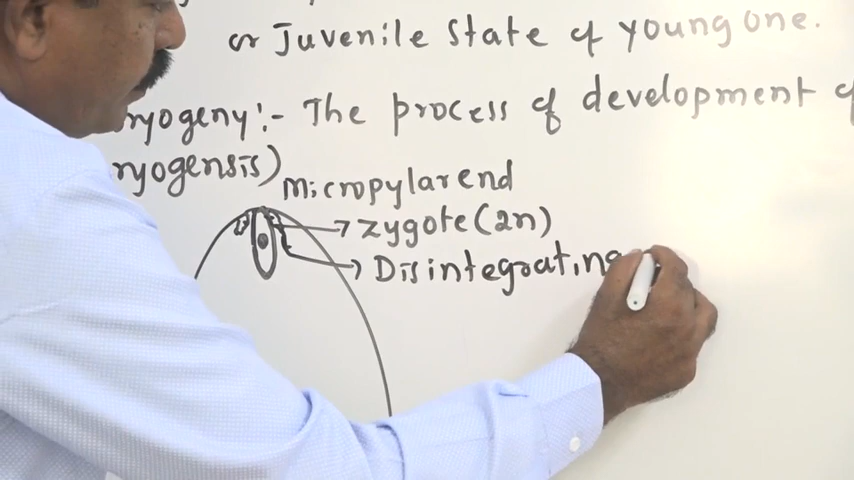 or Juvenile State of young one.
ryogeny:- The process of development of
ryogensis)
Micropylar end
Zygote (2n)
Disintegrating